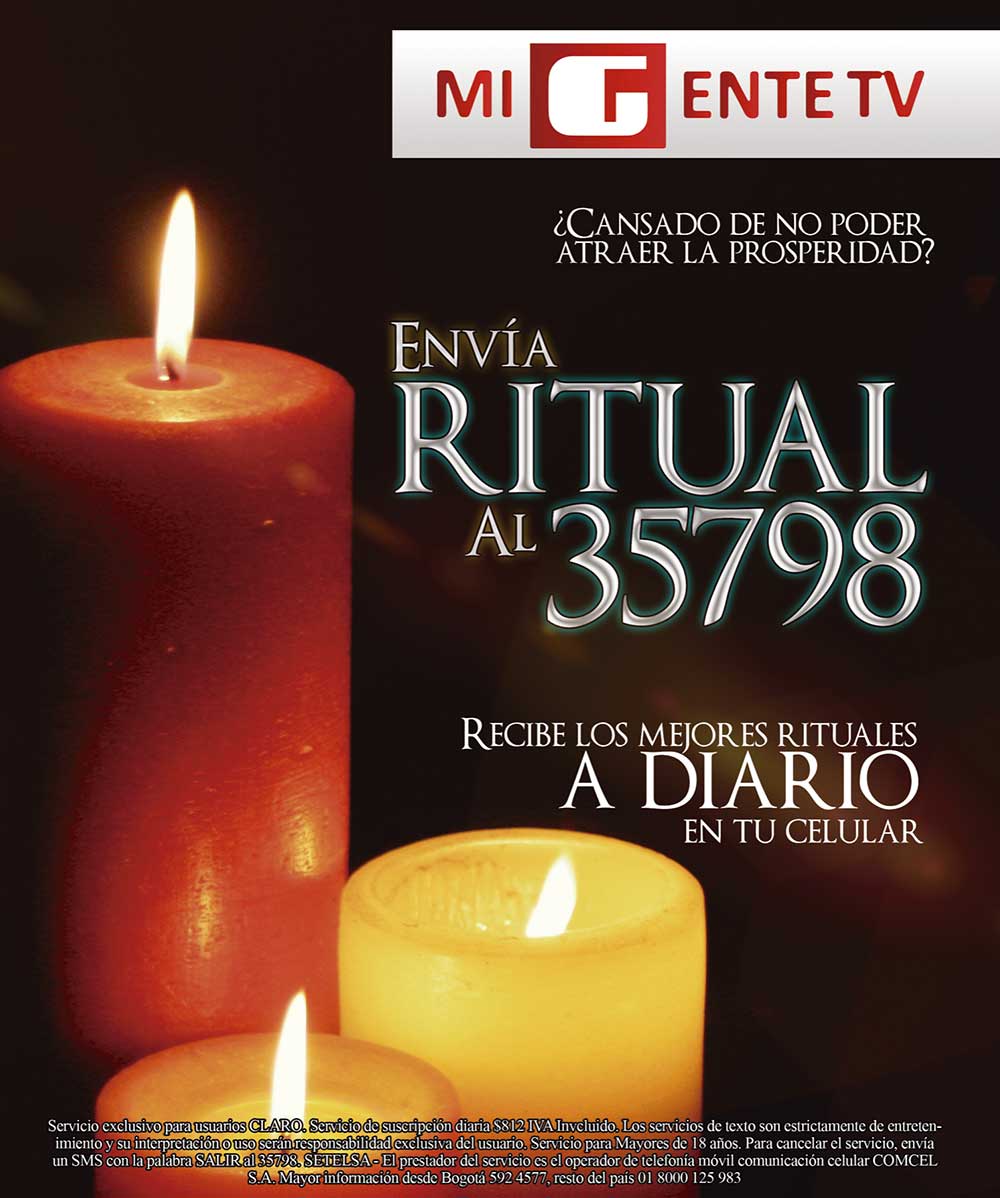 MI GENTE TV
¿CANSADO DE NO PODER
ATRAER LA PROSPERIDAD?
ENVÍA
RITUAL
AL 35798
RECIBE LOS MEJORES RITUALES
A DIARIO
EN TU CELULAR
Servicio exclusivo para usuarios CLARO. Servicio de suscripción diaria $812 IVA Incluido. Los servicios de texto son estrictamente de entreten-
imiento y su interpretación o uso serán responsabilidad exclusiva del usuario. Servicio para Mayores de 18 años. Para cancelar el servicio, envía
un SMS con la palabra SALIR al 35798. SETELSA - El prestador del servicio es el operador de telefonía móvil comunicación celular COMCEL
S.A. Mayor información desde Bogotá 592 4577, resto del pais 01 8000 125 983